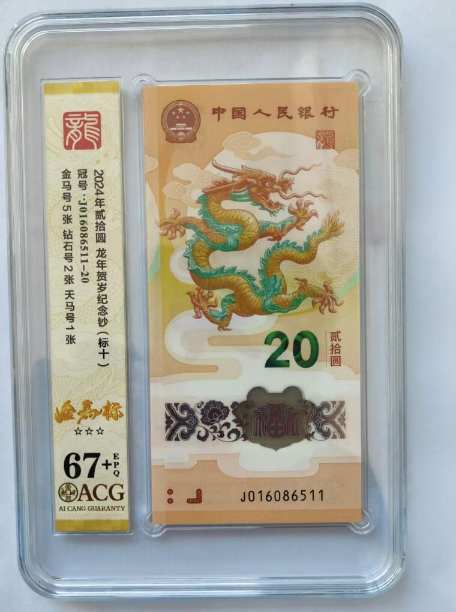 龍
2024年贰拾圆 龙年贺岁纪念钞（标十）
冠号：J016086511-20
金马号5张 钻石号2张 天马号1张
金马标
☆☆☆
67+
EPQ
ACG
AI CANG GUARANTY
中国人民银行
20
贰拾圆
J016086511